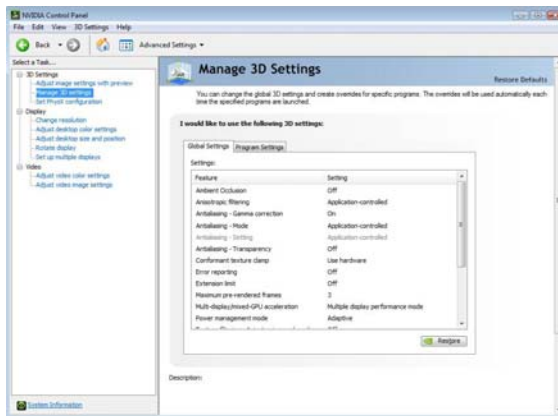 NVIDIA Control Panel
File Edit View 3D Settings Help
Back Advanced Settings
Select a Task...
3D Settings
Adjust image settings with preview
Manage 3D settings
Set PhysX configuration
Display
Change resolution
Adjust desktop color settings
Adjust desktop size and position
Rotate display
Set up multiple displays
Video
Adjust video color settings
Adjust video image settings
System Information
Manage 3D Settings
Restore Defaults
You can change the global 3D settings and create overrides for specific programs. The overrides will be used automatically each
time the specified programs are launched.
I would like to use the following 3D settings:
Global Settings Program Settings
Settings:
Feature Setting
Ambient Occlusion Off
Anisotropic filtering Application-controlled
Antialiasing - Gamma correction On
Antialiasing - Mode Application-controlled
Antialiasing - Setting Application-controlled
Antialiasing - Transparency Off
Conformant texture clamp Use hardware
Error reporting Off
Extension limit Off
Maximum pre-rendered frames 3
Multi-display/mixed-GPU acceleration Multiple display performance mode
Power management mode Adaptive
Restore
Description: